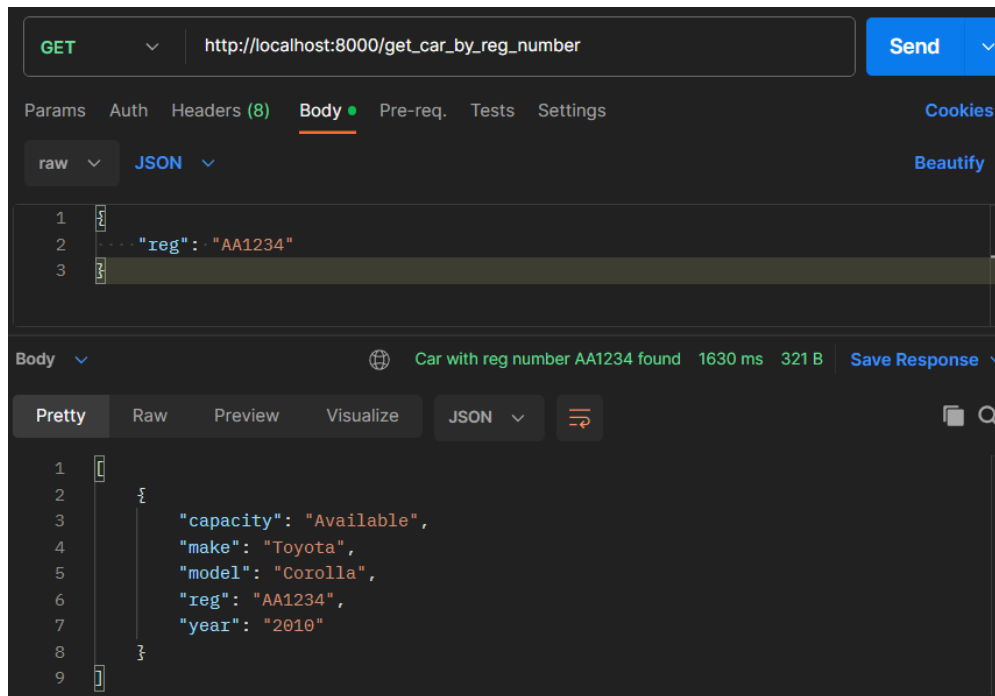 GET http://localhost:8000/get_car_by_reg_number Send
Params Auth Headers (8) Body Pre-req. Tests Settings Cookies
raw JSON Beautify
1 {
2 "reg": "AA1234"
3 }
Body Car with reg number AA1234 found 1630 ms 321 B Save Response
Pretty Raw Preview Visualize JSON
1 [
2 {
3 "capacity": "Available",
4 "make": "Toyota",
5 "model": "Corolla",
6 "reg": "AA1234",
7 "year": "2010"
8 }
9 ]